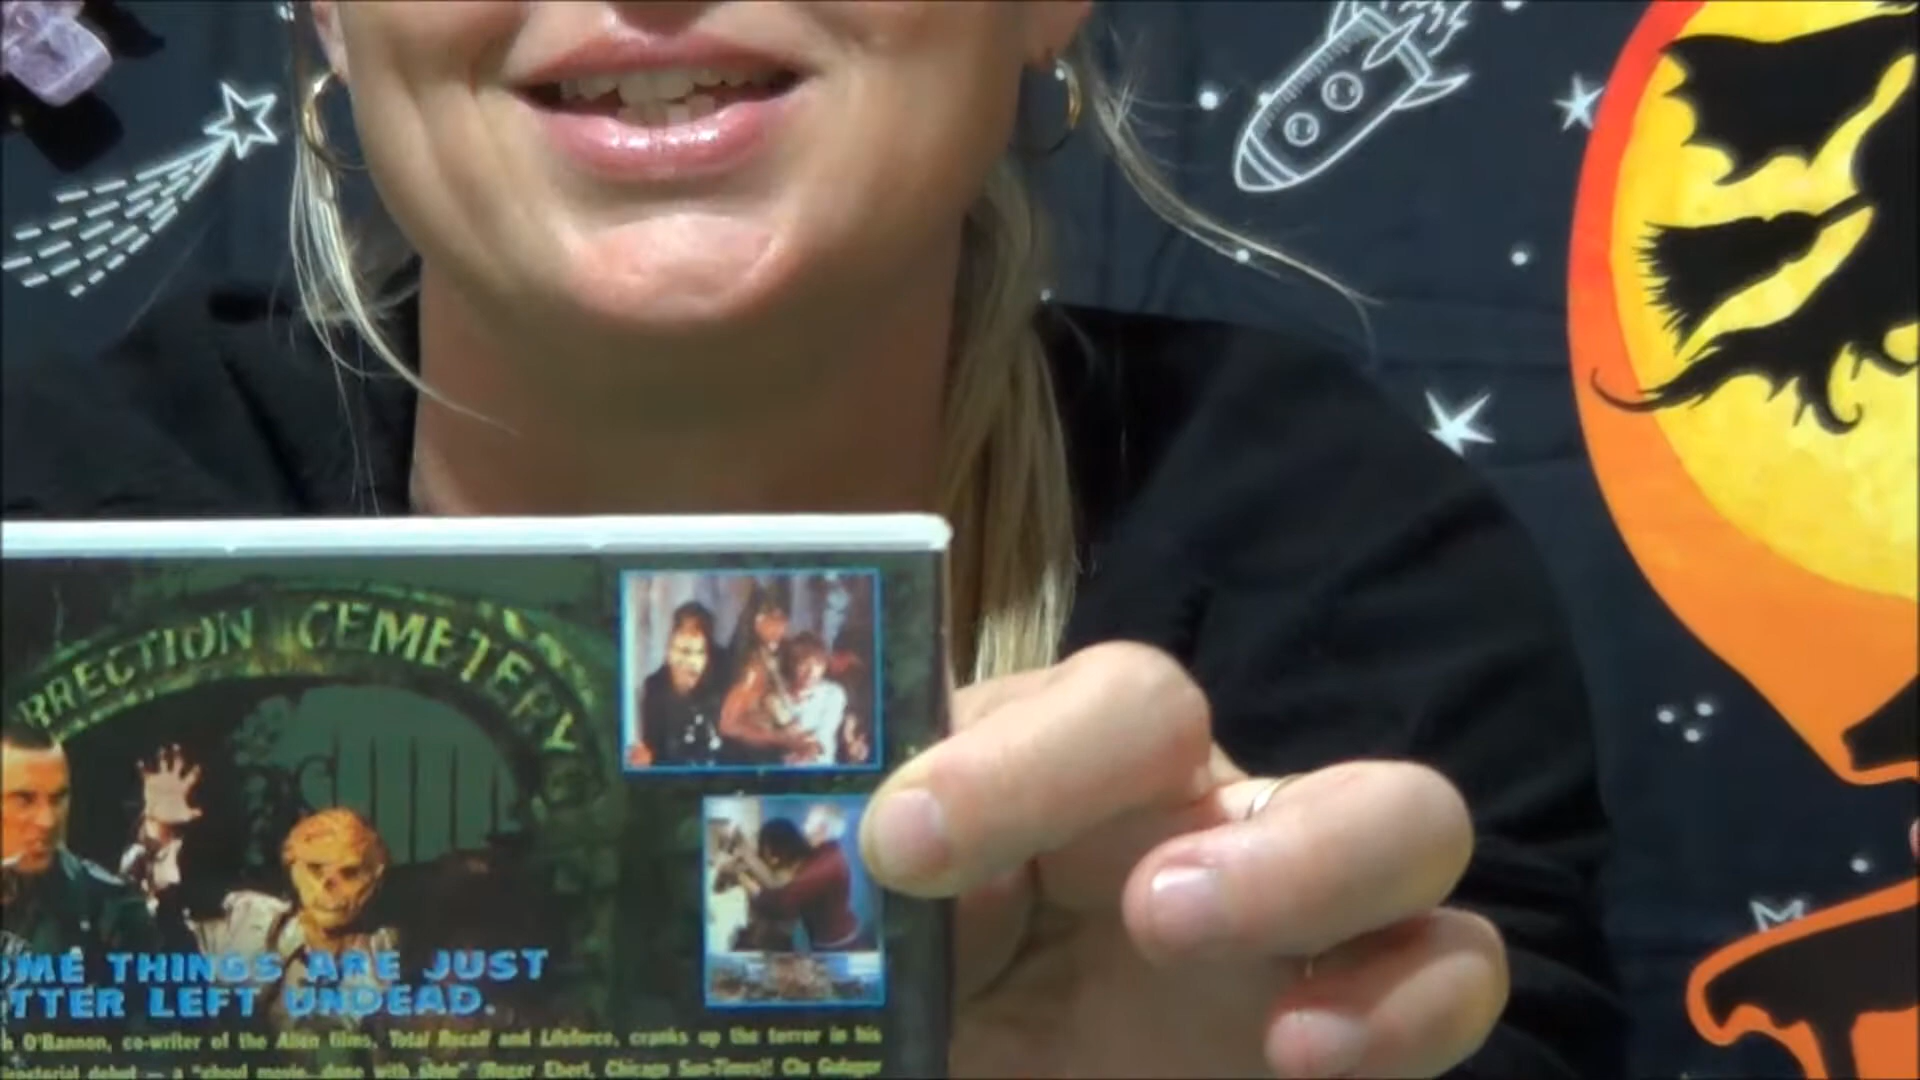 RRECTION CEMETERY
OME THINGS ARE JUST
TTER LEFT UNDEAD.
n O'Bannon, co-writer of the Alien films, Total Recall and Lifeforce, cranks up the terror in his
directorial debut — a "ghoul movie...done with style" (Roger Ebert, Chicago Sun-Times)! Clu Gulager